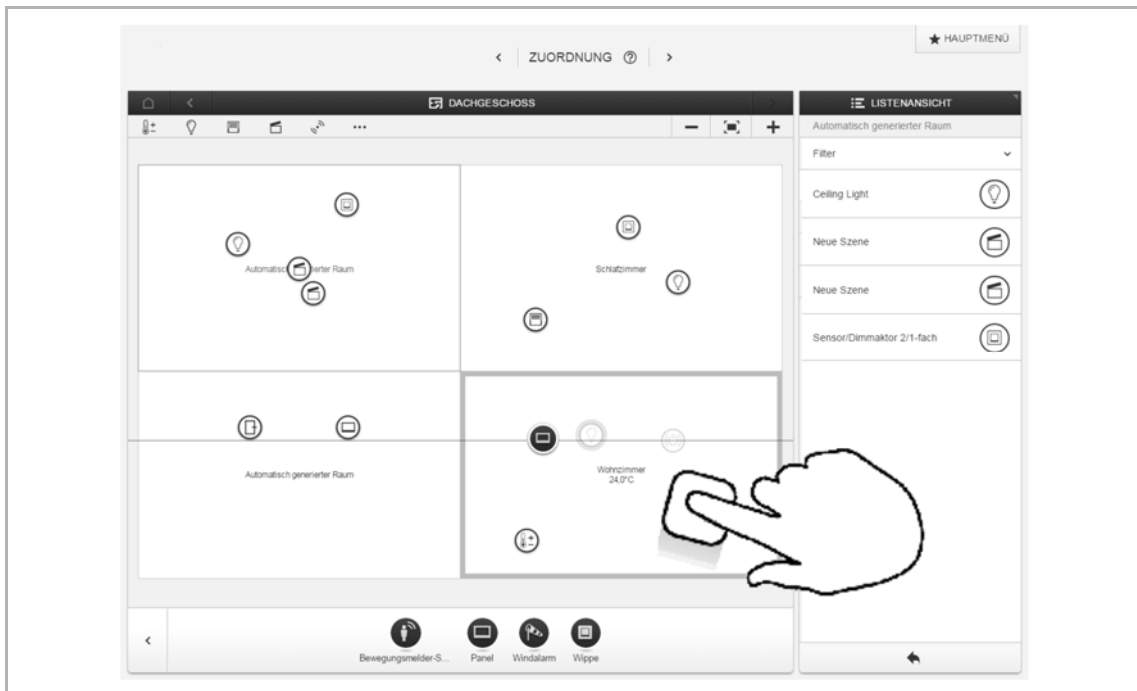 HAUPTMENÜ
ZUORDNUNG
DACHGESCHOSS
LISTENANSICHT
Automatisch generierter Raum
Filter
Ceiling Light
Neue Szene
Neue Szene
Sensor/Dimmaktor 2/1-fach
Schlafzimmer
Automatisch generierter Raum
Wohnzimmer
24,0°C
Bewegungsmelder-S... Panel Windalarm Wippe